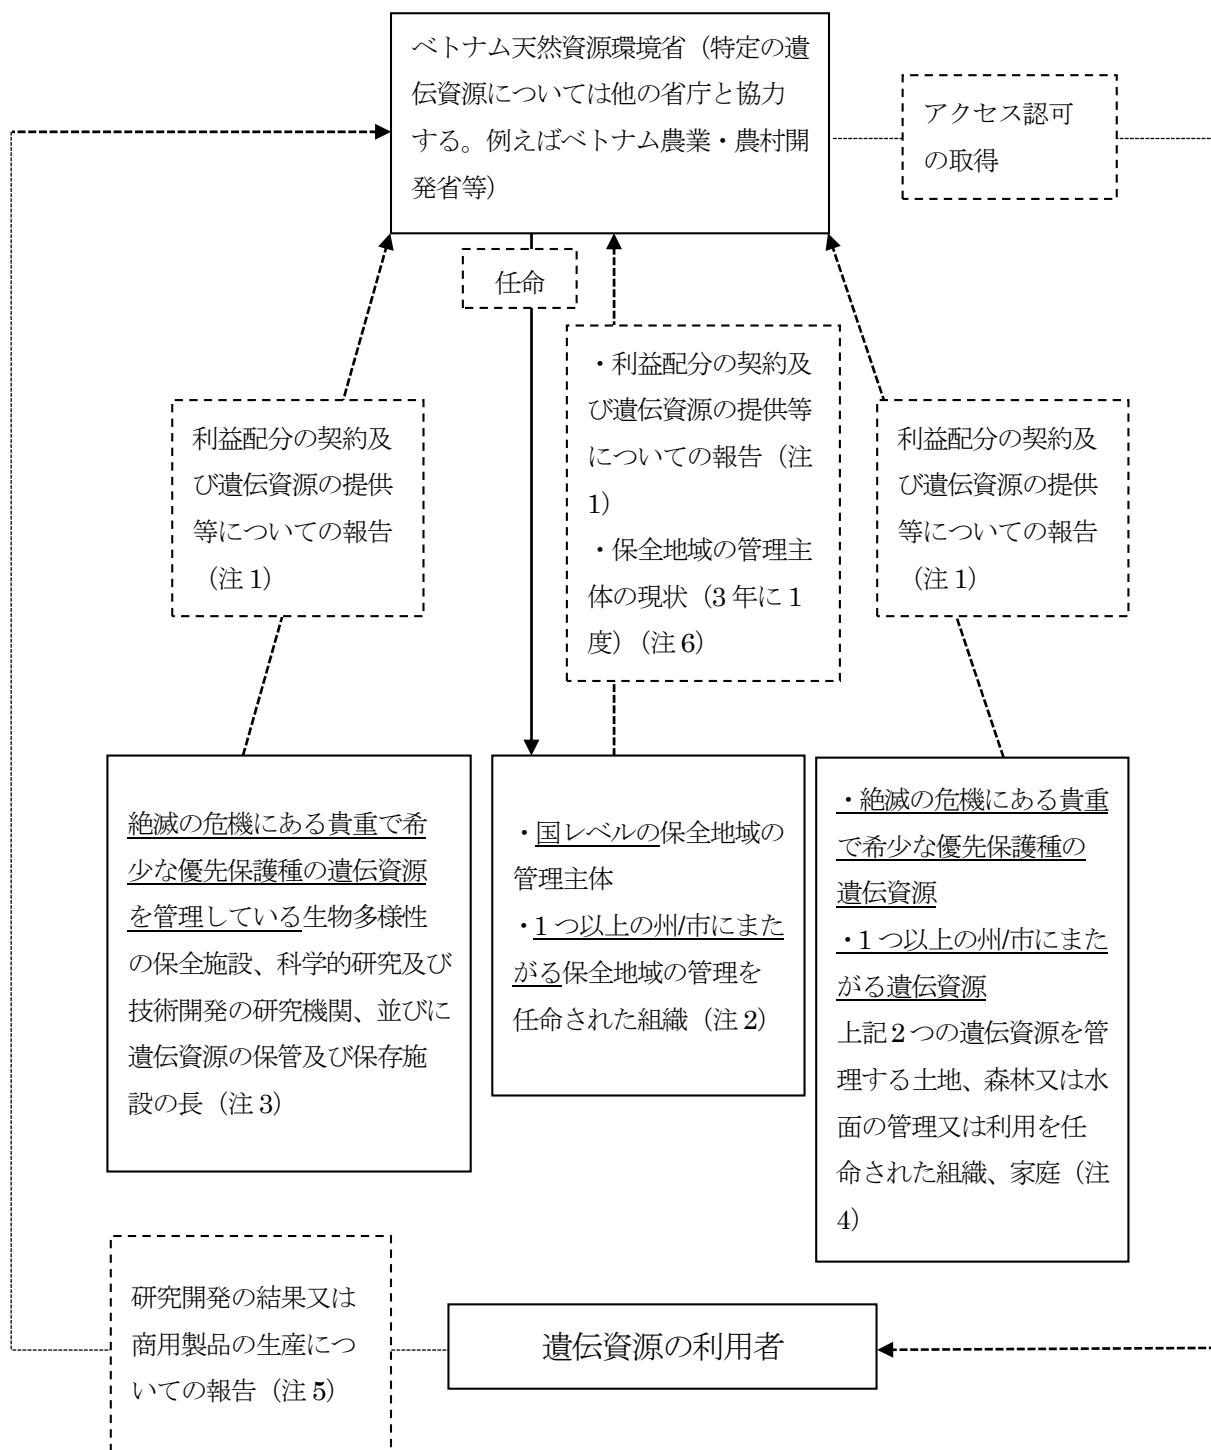 ベトナム天然資源環境省（特定の遺
伝資源については他の省庁と協力
する。例えばベトナム農業・農村開
発省等）
アクセス認可
の取得
任命
利益配分の契約及
び遺伝資源の提供
等についての報告
（注 1）
・利益配分の契約及
び遺伝資源の提供等
についての報告（注
1）
・保全地域の管理主
体の現状（3 年に 1
度）（注 6）
利益配分の契約及
び遺伝資源の提供
等についての報告
（注 1）
絶滅の危機にある貴重で希
少な優先保護種の遺伝資源
を管理している生物多様性
の保全施設、科学的研究及び
技術開発の研究機関、並びに
遺伝資源の保管及び保存施
設の長（注 3）
・国レベルの保全地域の
管理主体
・1 つ以上の州/市にまた
がる保全地域の管理を
任命された組織（注 2）
・絶滅の危機にある貴重
で希少な優先保護種の
遺伝資源
・1 つ以上の州/市にまた
がる遺伝資源
上記 2 つの遺伝資源を管
理する土地、森林又は水
面の管理又は利用を任
命された組織、家庭（注
4）
研究開発の結果又は
商用製品の生産につ
いての報告（注 5）
遺伝資源の利用者